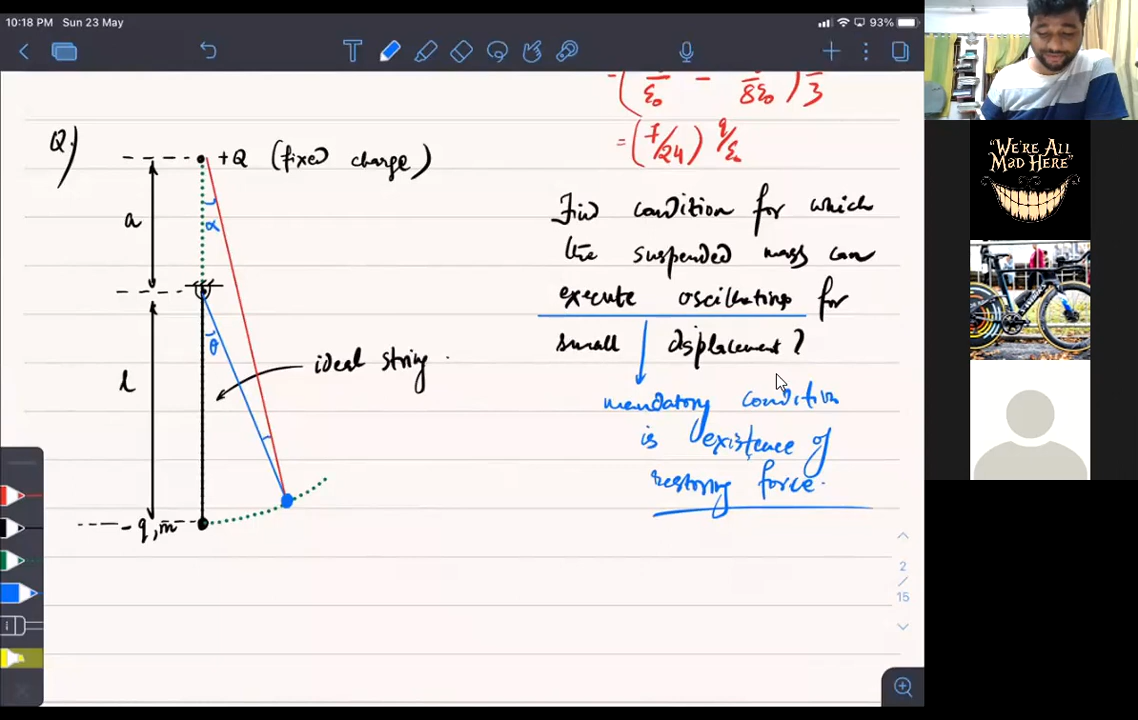 10:18 PM Sun 23 May
93%
T
= ( 7/24 ) q/ε₀
Q.)
+Q (fixed charge)
a
α
l
θ
ideal string
-q, m
Find condition for which
the suspended mass can
execute oscillations for
small displacement?
mandatory condition
is existence of
restoring force.
"WE'RE ALL
MAD HERE"
2
/
15